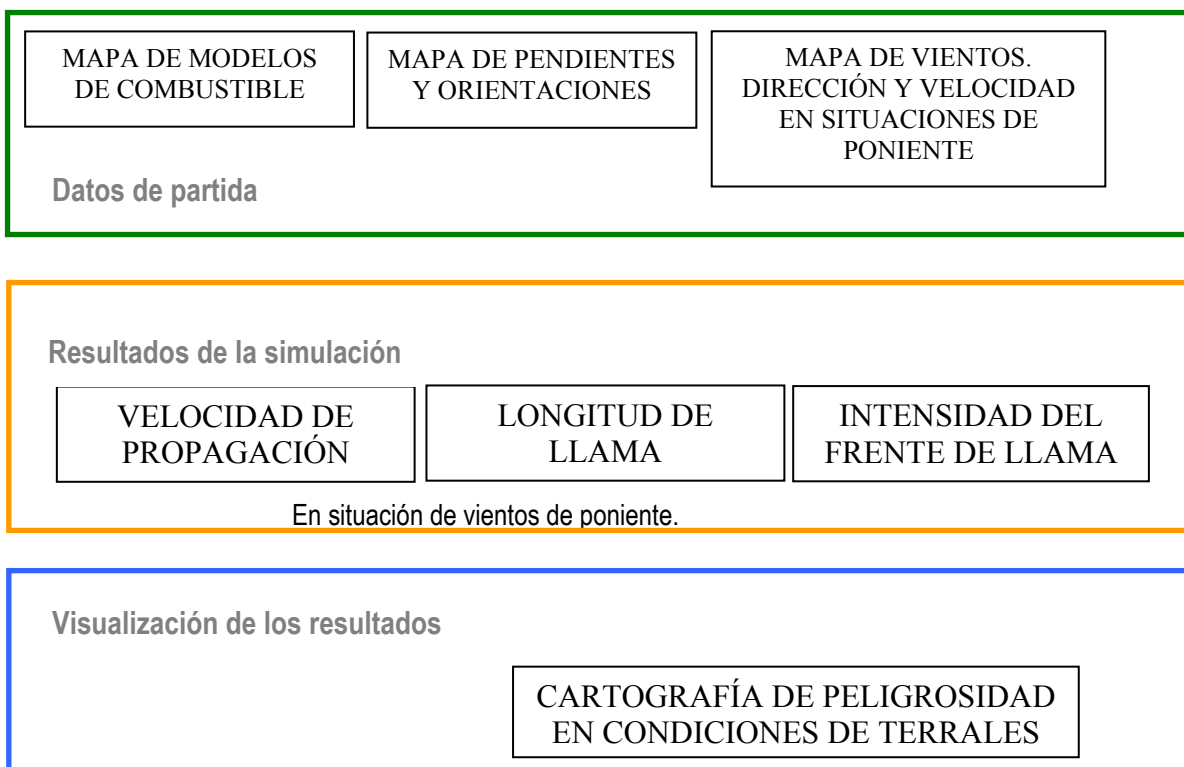 MAPA DE MODELOS
DE COMBUSTIBLE
MAPA DE PENDIENTES
Y ORIENTACIONES
MAPA DE VIENTOS.
DIRECCIÓN Y VELOCIDAD
EN SITUACIONES DE
PONIENTE
Datos de partida
Resultados de la simulación
VELOCIDAD DE
PROPAGACIÓN
LONGITUD DE
LLAMA
INTENSIDAD DEL
FRENTE DE LLAMA
En situación de vientos de poniente.
Visualización de los resultados
CARTOGRAFÍA DE PELIGROSIDAD
EN CONDICIONES DE TERRALES